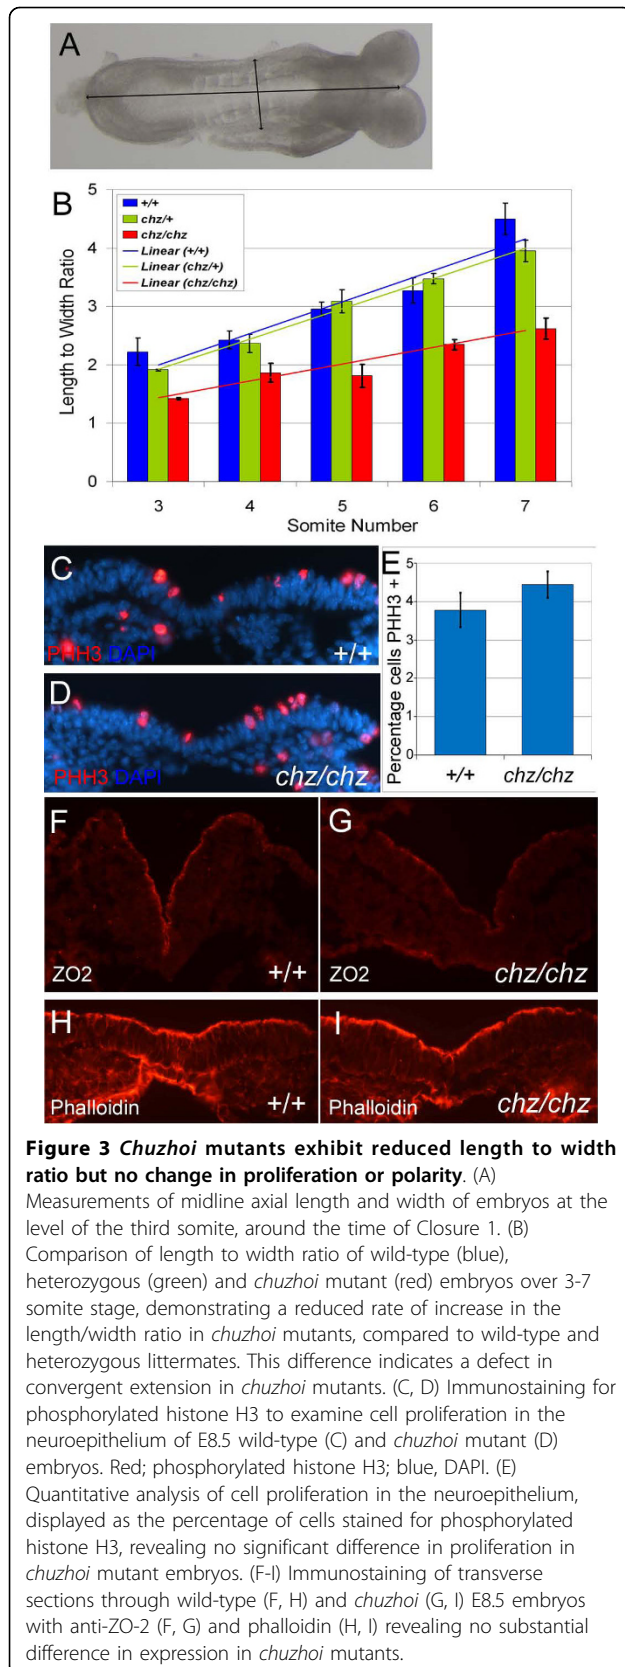 A
B
5
4
3
2
1
0
Length to Width Ratio
+/+
chz/+
chz/chz
Linear (+/+)
Linear (chz/+)
Linear (chz/chz)
3 4 5 6 7
Somite Number
C
PHH3 DAPI
+/+
D
PHH3 DAPI
chz/chz
E
Percentage cells PHH3 +
5
4
3
2
1
0
+/+ chz/chz
F
ZO2
+/+
G
ZO2
chz/chz
H
Phalloidin
+/+
I
Phalloidin
chz/chz
Figure 3 Chuzhoi mutants exhibit reduced length to width
ratio but no change in proliferation or polarity. (A)
Measurements of midline axial length and width of embryos at the
level of the third somite, around the time of Closure 1. (B)
Comparison of length to width ratio of wild-type (blue),
heterozygous (green) and chuzhoi mutant (red) embryos over 3-7
somite stage, demonstrating a reduced rate of increase in the
length/width ratio in chuzhoi mutants, compared to wild-type and
heterozygous littermates. This difference indicates a defect in
convergent extension in chuzhoi mutants. (C, D) Immunostaining for
phosphorylated histone H3 to examine cell proliferation in the
neuroepithelium of E8.5 wild-type (C) and chuzhoi mutant (D)
embryos. Red; phosphorylated histone H3; blue, DAPI. (E)
Quantitative analysis of cell proliferation in the neuroepithelium,
displayed as the percentage of cells stained for phosphorylated
histone H3, revealing no significant difference in proliferation in
chuzhoi mutant embryos. (F-I) Immunostaining of transverse
sections through wild-type (F, H) and chuzhoi (G, I) E8.5 embryos
with anti-ZO-2 (F, G) and phalloidin (H, I) revealing no substantial
difference in expression in chuzhoi mutants.